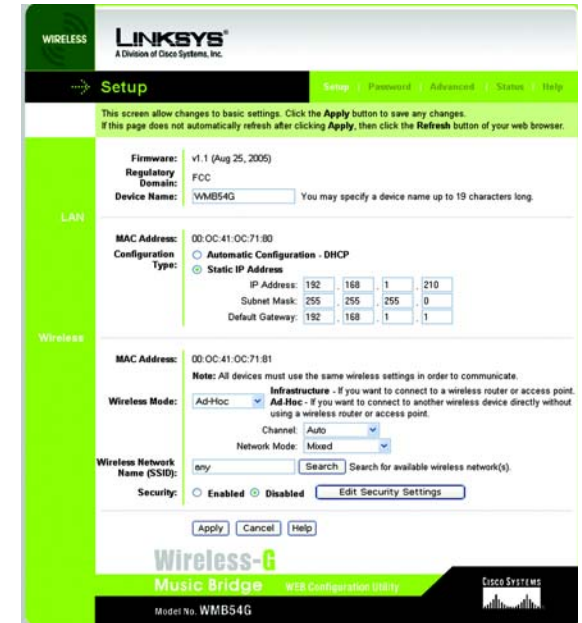 WIRELESS
LINKSYS®
A Division of Cisco Systems, Inc.
Setup
Setup | Password | Advanced | Status | Help
This screen allow changes to basic settings. Click the Apply button to save any changes.
If this page does not automatically refresh after clicking Apply, then click the Refresh button of your web browser.
Firmware: v1.1 (Aug 25, 2005)
Regulatory Domain: FCC
Device Name: WMB54G You may specify a device name up to 19 characters long.
LAN
MAC Address: 00:0C:41:0C:71:80
Configuration Type: Automatic Configuration - DHCP
Static IP Address
IP Address: 192 . 168 . 1 . 210
Subnet Mask: 255 . 255 . 255 . 0
Default Gateway: 192 . 168 . 1 . 1
Wireless
MAC Address: 00:0C:41:0C:71:81
Note: All devices must use the same wireless settings in order to communicate.
Wireless Mode: Ad-Hoc
Infrastructure - If you want to connect to a wireless router or access point.
Ad-Hoc - If you want to connect to another wireless device directly without using a wireless router or access point.
Channel: Auto
Network Mode: Mixed
Wireless Network Name (SSID): any Search Search for available wireless network(s).
Security: Enabled Disabled Edit Security Settings
Apply Cancel Help
Wireless-G
Music Bridge WEB Configuration Utility
CISCO SYSTEMS
Model No. WMB54G